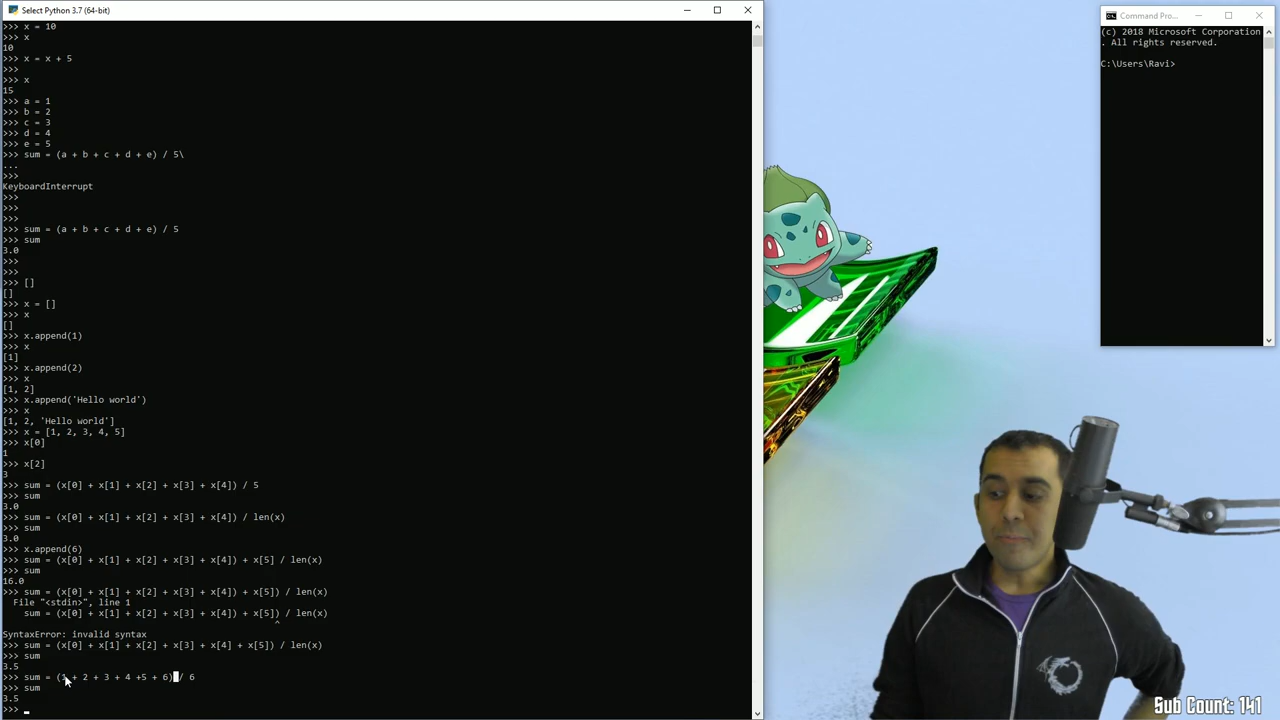 Select Python 3.7 (64-bit)
>>> x = 10
>>> x
10
>>> x = x + 5
>>>
>>> x
15
>>> a = 1
>>> b = 2
>>> c = 3
>>> d = 4
>>> e = 5
>>> sum = (a + b + c + d + e) / 5\
...
>>>
KeyboardInterrupt
>>>
>>>
>>>
>>> sum = (a + b + c + d + e) / 5
>>> sum
3.0
>>>
>>>
>>> []
[]
>>> x = []
>>> x
[]
>>> x.append(1)
>>> x
[1]
>>> x.append(2)
>>> x
[1, 2]
>>> x.append('Hello world')
>>> x
[1, 2, 'Hello world']
>>> x = [1, 2, 3, 4, 5]
>>> x[0]
1
>>> x[2]
3
>>> sum = (x[0] + x[1] + x[2] + x[3] + x[4]) / 5
>>> sum
3.0
>>> sum = (x[0] + x[1] + x[2] + x[3] + x[4]) / len(x)
>>> sum
3.0
>>> x.append(6)
>>> sum = (x[0] + x[1] + x[2] + x[3] + x[4]) + x[5] / len(x)
>>> sum
16.0
>>> sum = (x[0] + x[1] + x[2] + x[3] + x[4]) + x[5]) / len(x)
File "<stdin>", line 1
sum = (x[0] + x[1] + x[2] + x[3] + x[4]) + x[5]) / len(x)
^
SyntaxError: invalid syntax
>>> sum = (x[0] + x[1] + x[2] + x[3] + x[4] + x[5]) / len(x)
>>> sum
3.5
>>> sum = (1 + 2 + 3 + 4 +5 + 6) / 6
>>> sum
3.5
>>> _
Command Pro...
(c) 2018 Microsoft Corporation
. All rights reserved.
C:\Users\Ravi>
Sub Count: 141